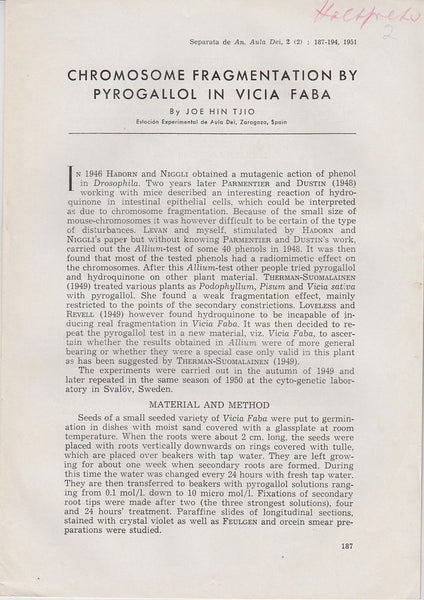 Separata de An. Aula Dei, 2 (2) : 187-194, 1951
2
CHROMOSOME FRAGMENTATION BY
PYROGALLOL IN VICIA FABA
By JOE HIN TJIO
Estación Experimental de Aula Dei, Zaragoza, Spain
IN 1946 HADORN and NIGGLI obtained a mutagenic action of phenol
in Drosophila. Two years later PARMENTIER and DUSTIN (1948)
working with mice described an interesting reaction of hydro-
quinone in intestinal epithelial cells, which could be interpreted
as due to chromosome fragmentation. Because of the small size of
mouse-chromosomes it was however difficult to be certain of the type
of disturbances. LEVAN and myself, stimulated by HADORN and
NIGGLI's paper but without knowing PARMENTIER and DUSTIN's work,
carried out the Allium-test of some 40 phenols in 1948. It was then
found that most of the tested phenols had a radiomimetic effect on
the chromosomes. After this Allium-test other people tried pyrogallol
and hydroquinone on other plant material. THERMAN-SUOMALAINEN
(1949) treated various plants as Podophyllum, Pisum and Vicia sativa
with pyrogallol. She found a weak fragmentation effect, mainly
restricted to the points of the secondary constrictions. LOVELESS and
REVELL (1949) however found hydroquinone to be incapable of in-
ducing real fragmentation in Vicia Faba. It was then decided to re-
peat the pyrogallol test in a new material, viz. Vicia Faba, to ascer-
tain whether the results obtained in Allium were of more general
bearing or whether they were a special case only valid in this plant
as has been suggested by THERMAN-SUOMALAINEN (1949).
The experiments were carried out in the autumn of 1949 and
later repeated in the same season of 1950 at the cyto-genetic labor-
atory in Svalöv, Sweden.
MATERIAL AND METHOD
Seeds of a small seeded variety of Vicia Faba were put to germin-
ation in dishes with moist sand covered with a glassplate at room
temperature. When the roots were about 2 cm. long, the seeds were
placed with roots vertically downwards on rings covered with tulle,
which are placed over beakers with tap water. They are left grow-
ing for about one week when secondary roots are formed. During
this time the water was changed every 24 hours with fresh tap water.
They are then transferred to beakers with pyrogallol solutions rang-
ing from 0.1 mol/l. down to 10 micro mol/l. Fixations of secondary
root tips were made after two (the three strongest solutions), four
and 24 hours' treatment. Paraffine slides of longitudinal sections,
stained with crystal violet as well as FEULGEN and orcein smear pre-
parations were studied.
187